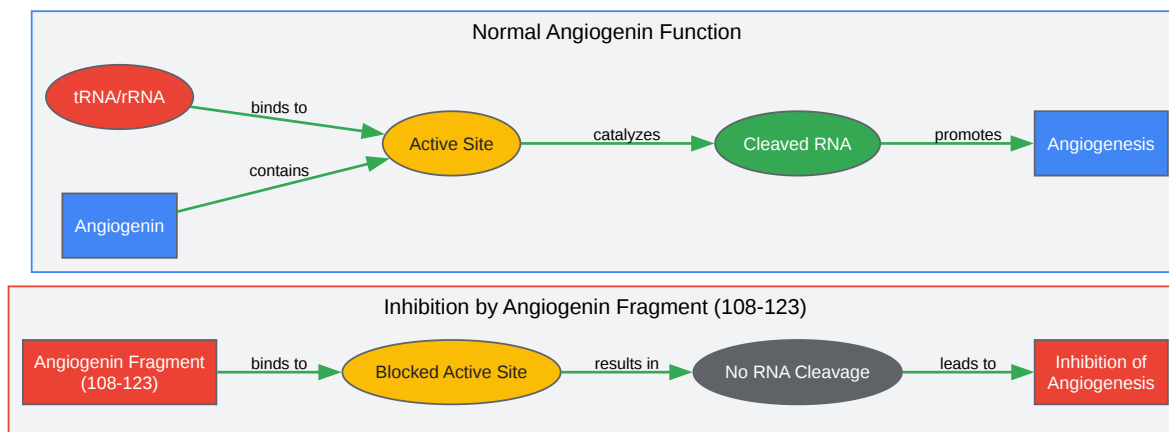 Normal Angiogenin Function
tRNA/rRNA
binds to
Active Site
catalyzes
Cleaved RNA
promotes
Angiogenesis
contains
Angiogenin
Inhibition by Angiogenin Fragment (108-123)
Angiogenin Fragment
(108-123)
binds to
Blocked Active Site
results in
No RNA Cleavage
leads to
Inhibition of
Angiogenesis